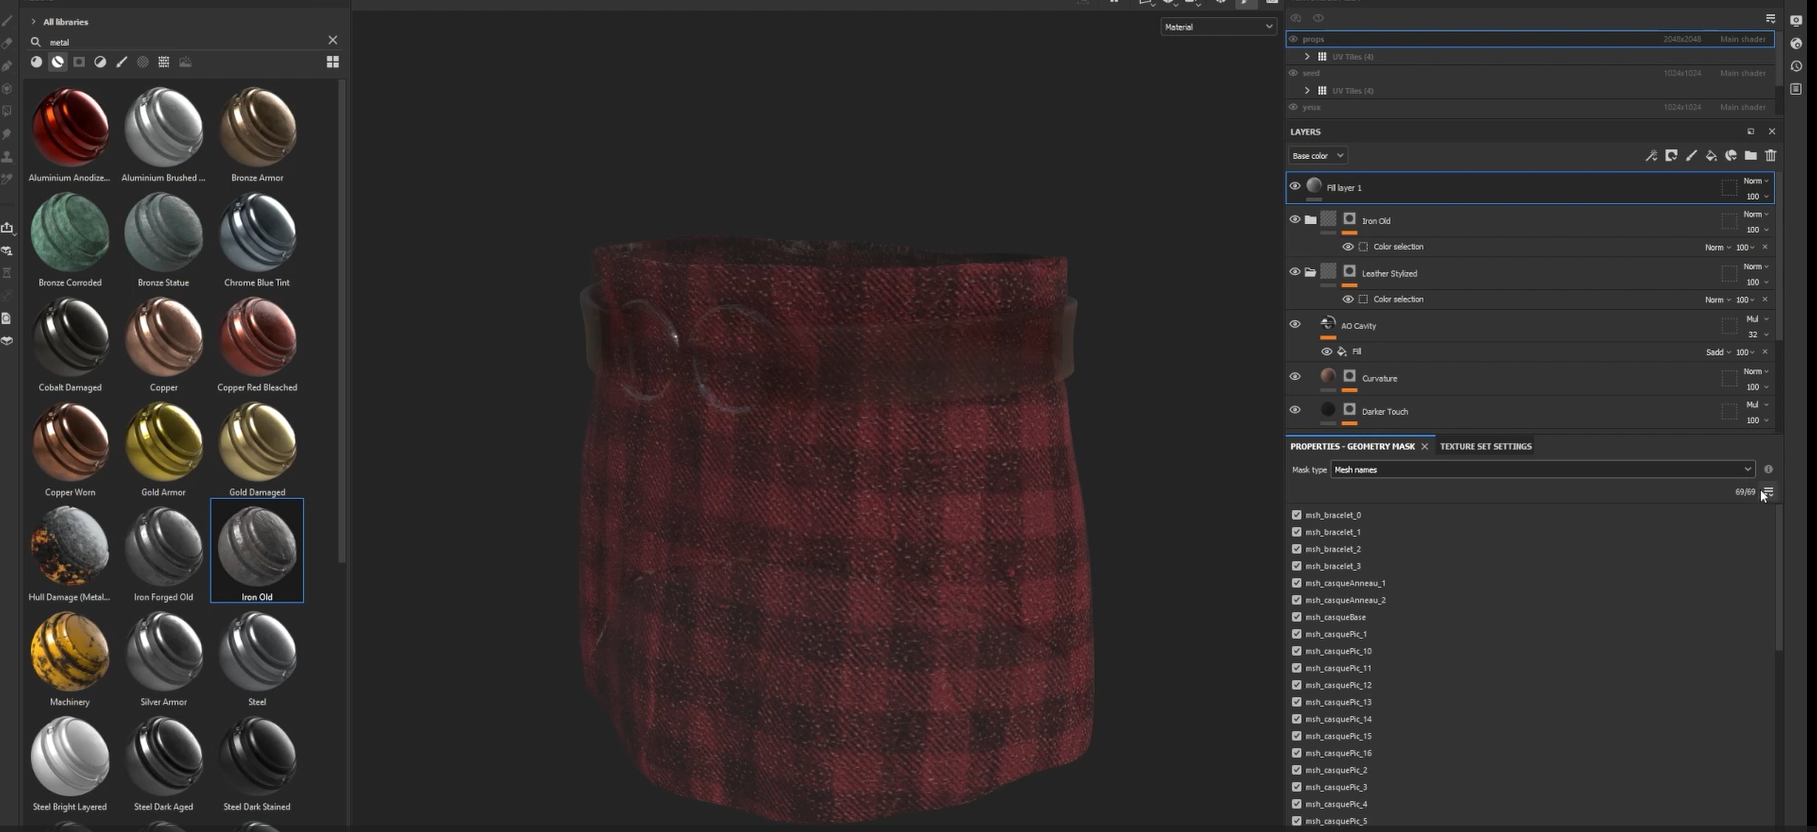 All libraries
metal
Aluminium Anodize...
Aluminium Brushed ...
Bronze Armor
Bronze Corroded
Bronze Statue
Chrome Blue Tint
Cobalt Damaged
Copper
Copper Red Bleached
Copper Worn
Gold Armor
Gold Damaged
Hull Damage (Metal...
Iron Forged Old
Iron Old
Machinery
Silver Armor
Steel
Steel Bright Layered
Steel Dark Aged
Steel Dark Stained
Material
props 2048x2048 Main shader
UV Tiles (4)
seed 1024x1024 Main shader
UV Tiles (4)
1024x1024 Main shader
LAYERS
Base color
Fill layer 1 Norm 100
Iron Old Norm 100
Color selection Norm 100
Leather Stylized Norm 100
Color selection Norm 100
AO Cavity Mul 32
Fill Sadd 100
Curvature Norm 100
Darker Touch Mul 100
PROPERTIES - GEOMETRY MASK TEXTURE SET SETTINGS
Mask type Mesh names
69/69
msh_bracelet_0
msh_bracelet_1
msh_bracelet_2
msh_bracelet_3
msh_casqueAnneau_1
msh_casqueAnneau_2
msh_casqueBase
msh_casquePic_1
msh_casquePic_10
msh_casquePic_11
msh_casquePic_12
msh_casquePic_13
msh_casquePic_14
msh_casquePic_15
msh_casquePic_16
msh_casquePic_2
msh_casquePic_3
msh_casquePic_4
msh_casquePic_5